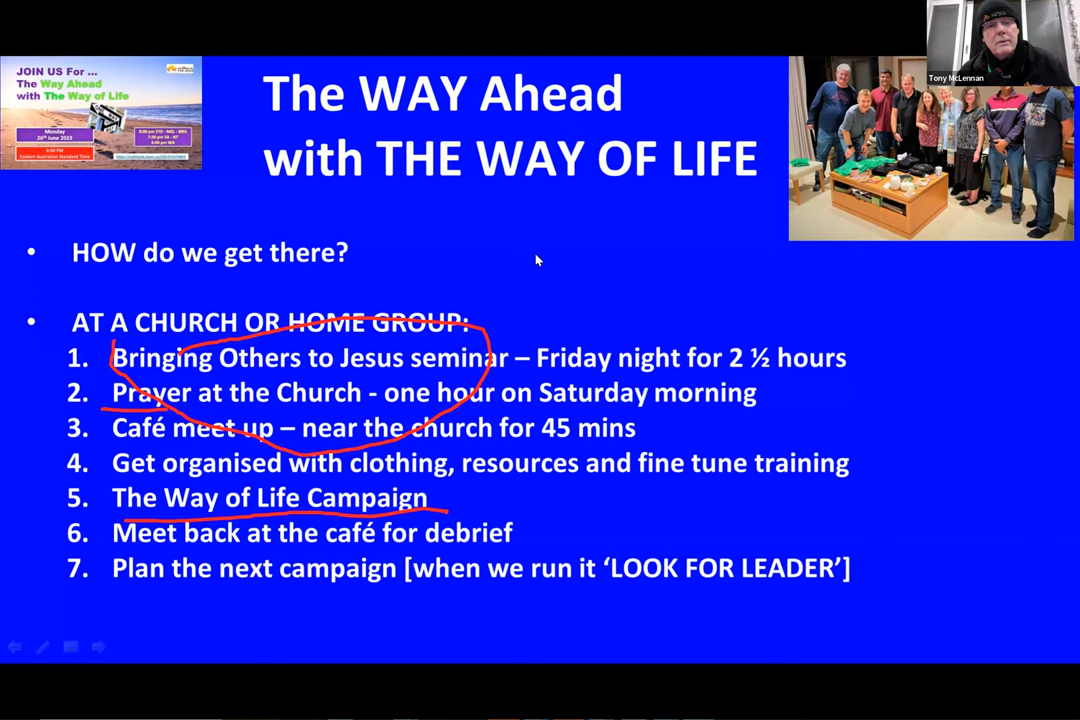 Tony McLennan
JOIN US For ...
The Way Ahead
with The Way of Life
Monday
26th June 2023
6:00 PM
Eastern Australian Standard Time
The WAY Ahead
with THE WAY OF LIFE
• HOW do we get there?
• AT A CHURCH OR HOME GROUP:
1. Bringing Others to Jesus seminar – Friday night for 2 ½ hours
2. Prayer at the Church - one hour on Saturday morning
3. Café meet up – near the church for 45 mins
4. Get organised with clothing, resources and fine tune training
5. The Way of Life Campaign
6. Meet back at the café for debrief
7. Plan the next campaign [when we run it ‘LOOK FOR LEADER’]